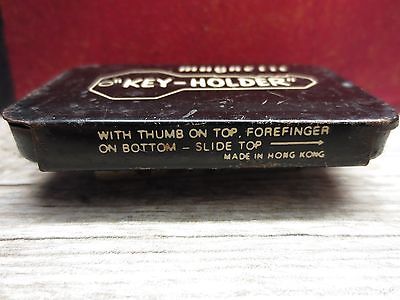 magnetic
"KEY-HOLDER"
WITH THUMB ON TOP, FOREFINGER
ON BOTTOM - SLIDE TOP
MADE IN HONG KONG